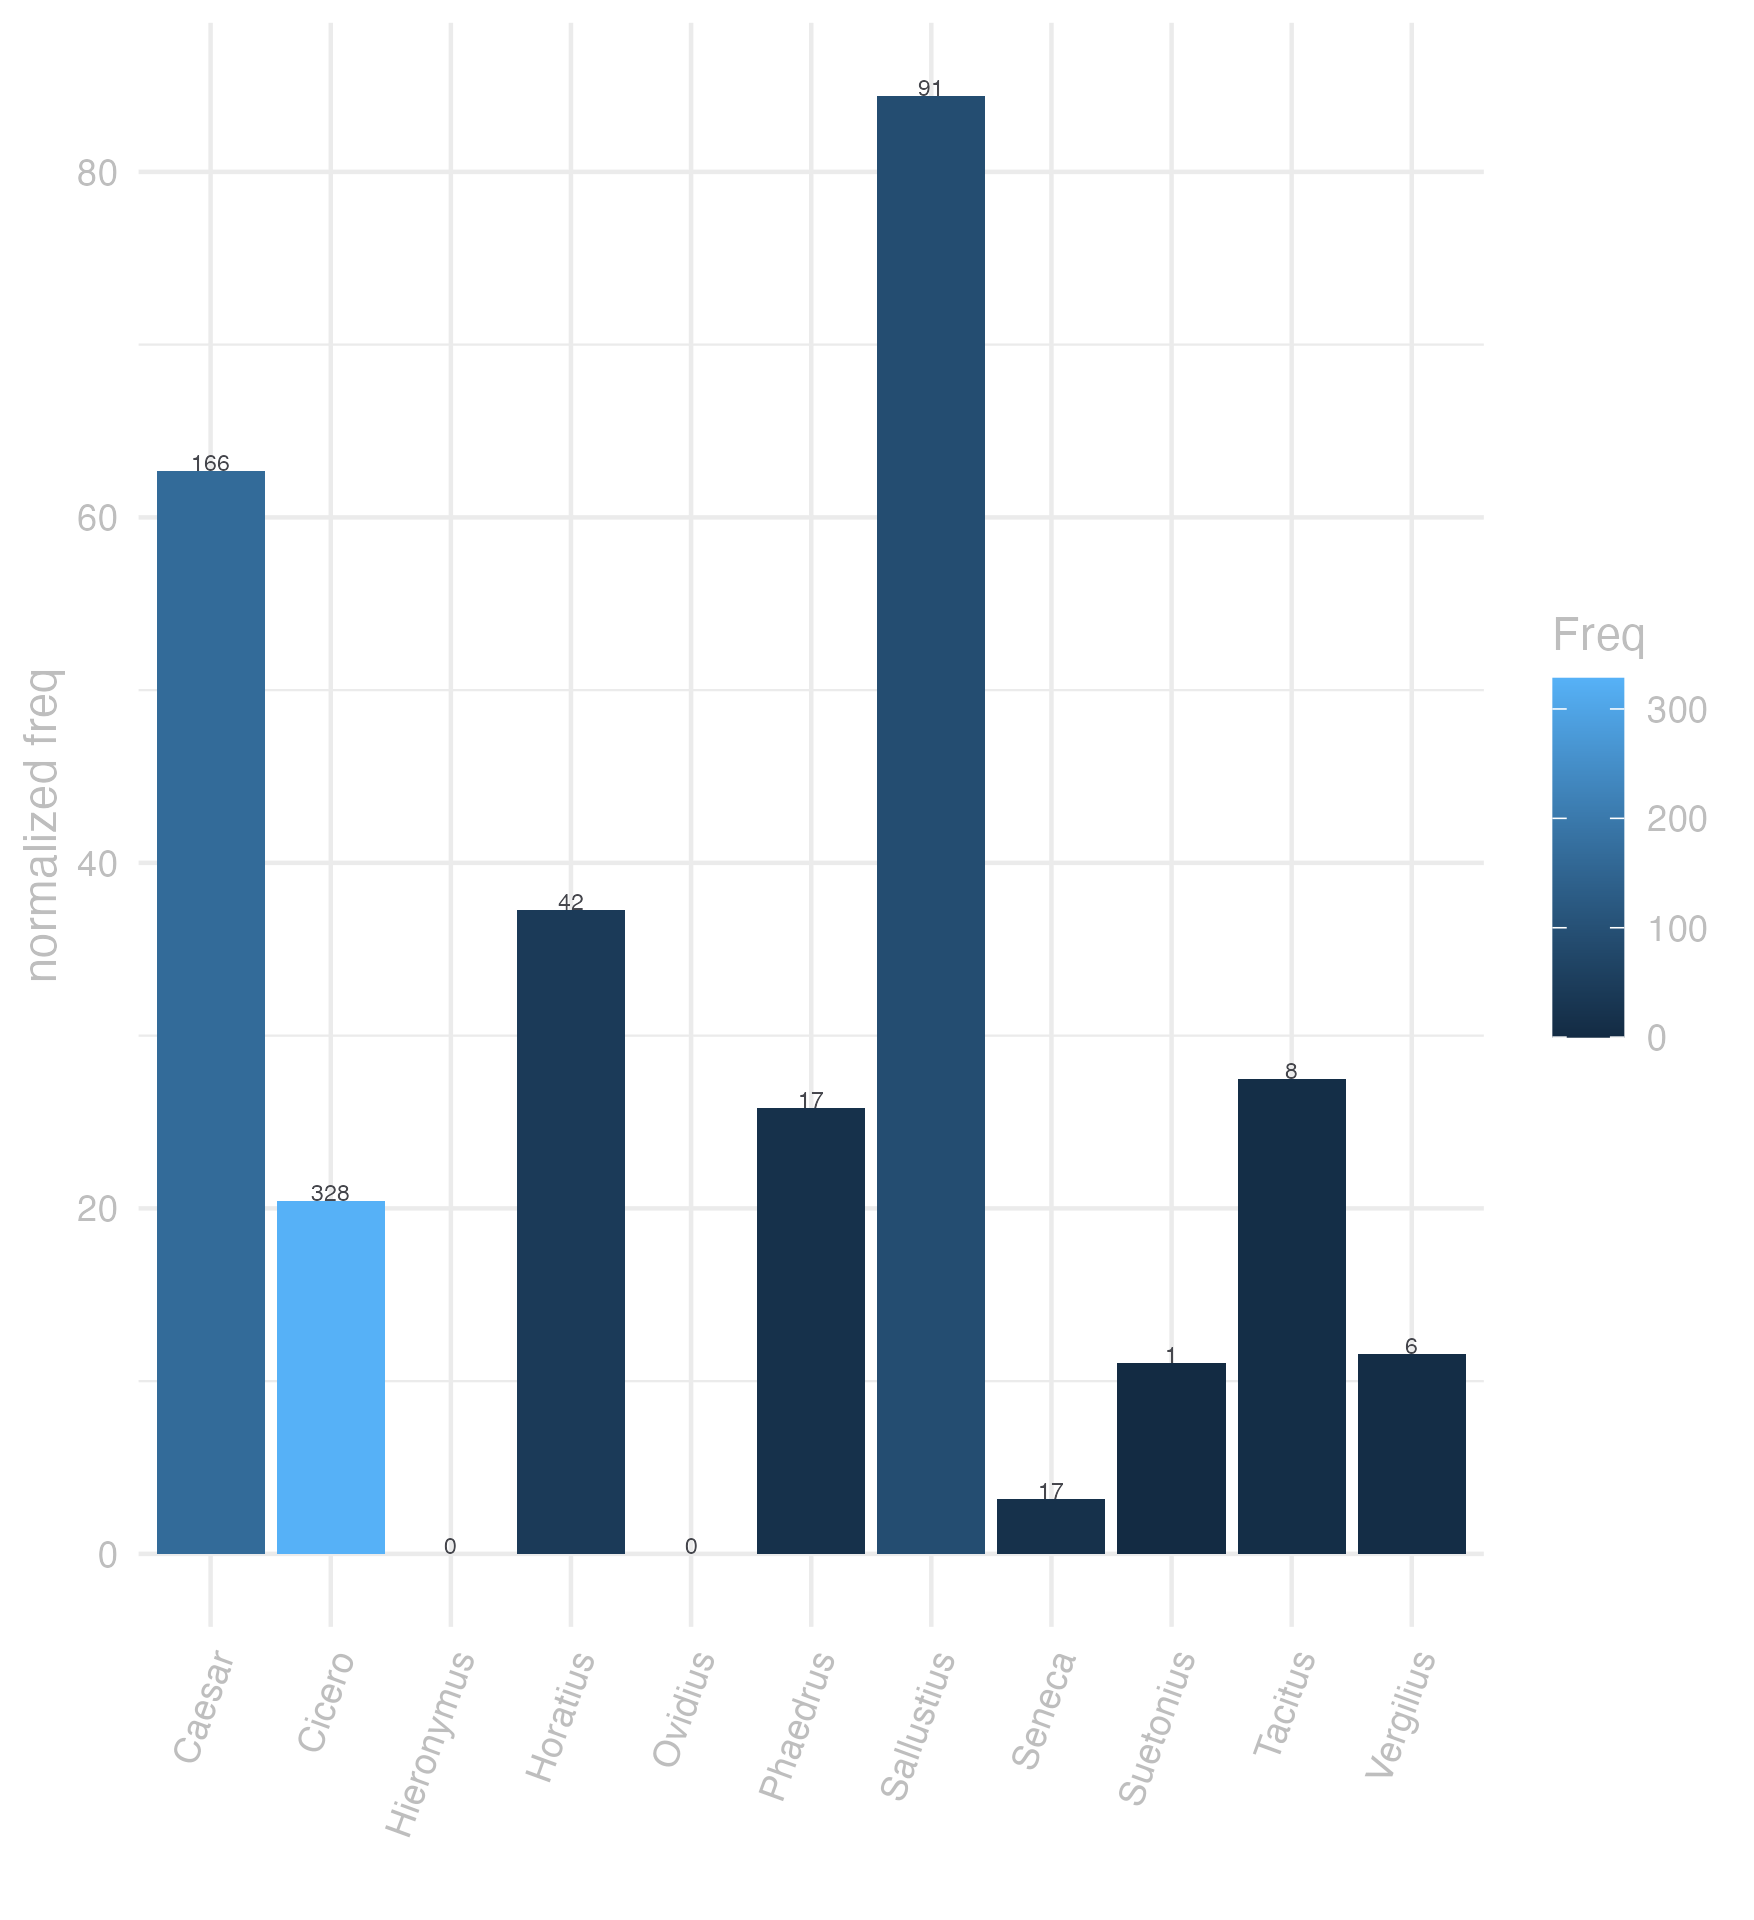 normalized freq
80
60
40
20
0
166
328
0
42
0
17
91
17
1
8
6
Caesar
Cicero
Hieronymus
Horatius
Ovidius
Phaedrus
Sallustius
Seneca
Suetonius
Tacitus
Vergilius
Freq
300
200
100
0